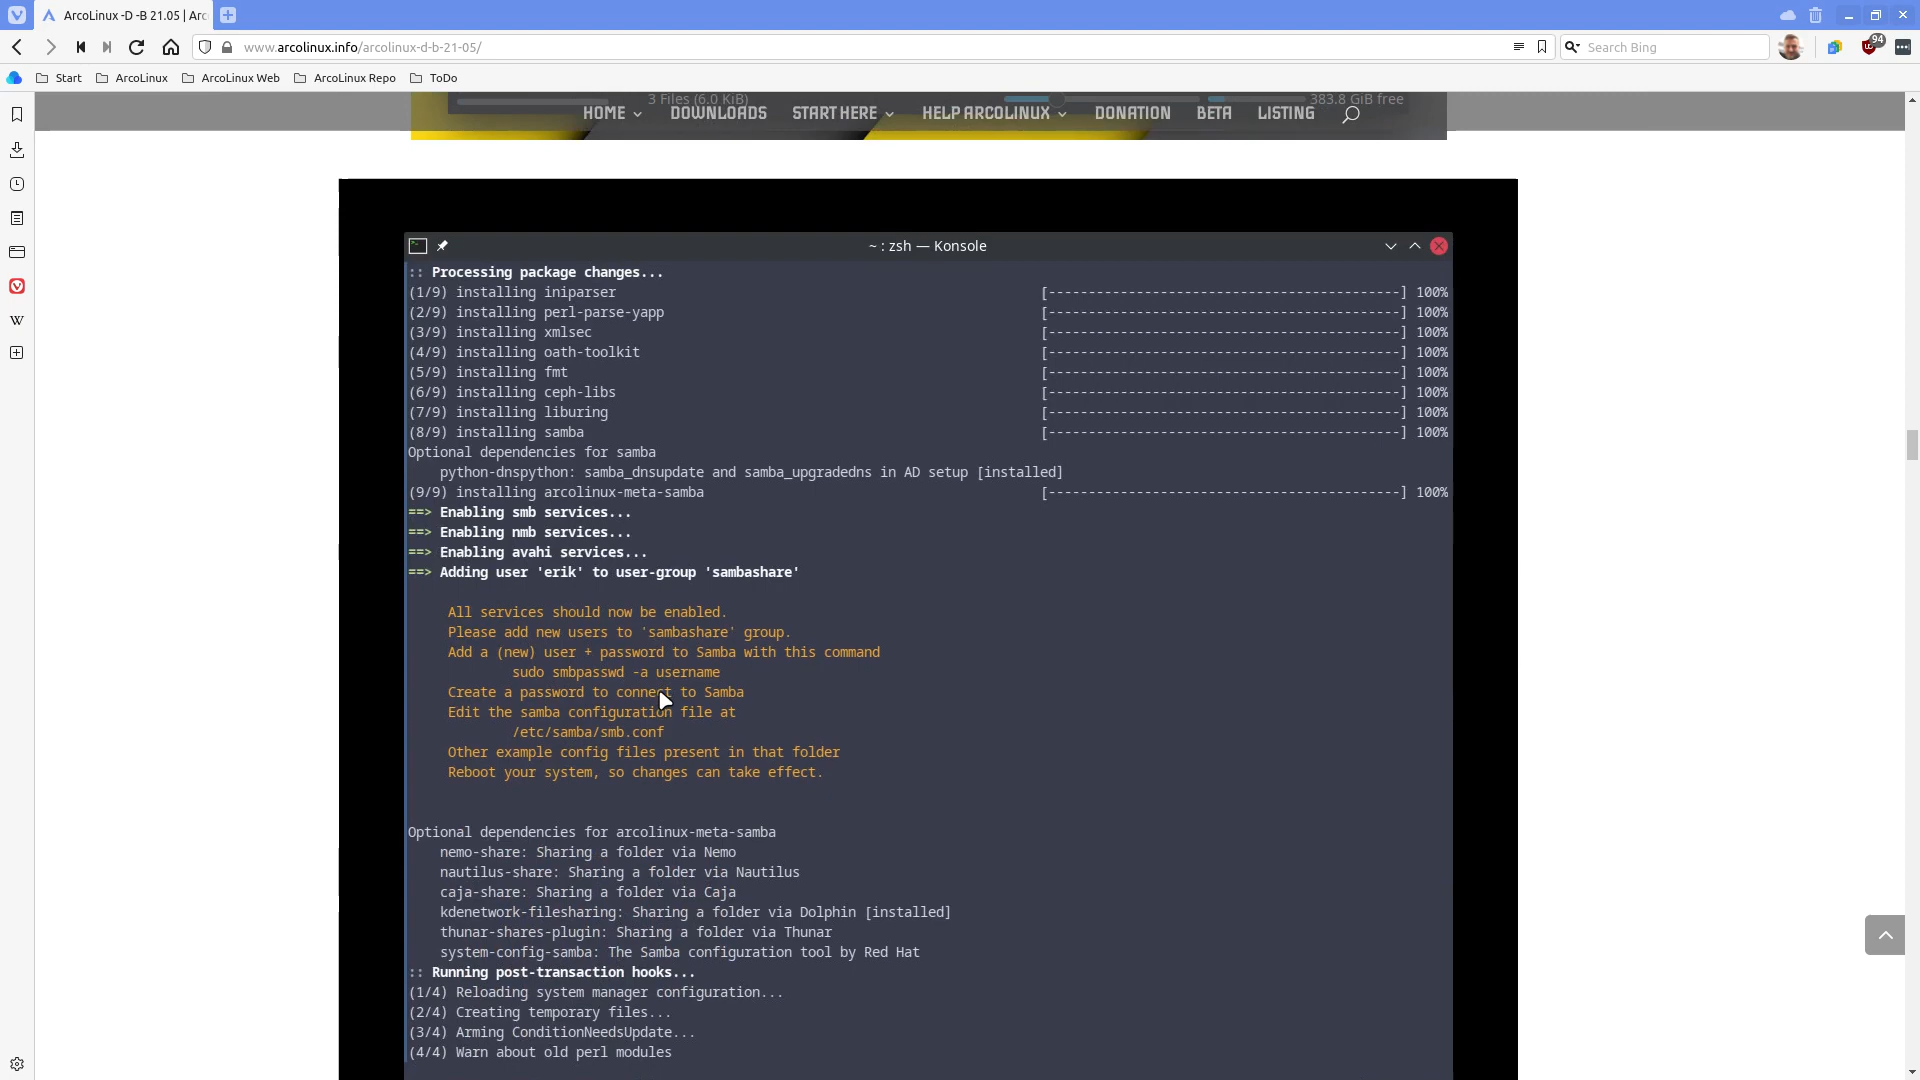 ArcoLinux -D -B 21.05 | Arc
www.arcolinux.info/arcolinux-d-b-21-05/
Search Bing
94
Start
ArcoLinux
ArcoLinux Web
ArcoLinux Repo
ToDo
3 Files (6.0 KiB)
383.8 GiB free
HOME
DOWNLOADS
START HERE
HELP ARCOLINUX
DONATION
BETA
LISTING
~ : zsh — Konsole
:: Processing package changes...
(1/9) installing iniparser [--------------------------------------------] 100%
(2/9) installing perl-parse-yapp [--------------------------------------------] 100%
(3/9) installing xmlsec [--------------------------------------------] 100%
(4/9) installing oath-toolkit [--------------------------------------------] 100%
(5/9) installing fmt [--------------------------------------------] 100%
(6/9) installing ceph-libs [--------------------------------------------] 100%
(7/9) installing liburing [--------------------------------------------] 100%
(8/9) installing samba [--------------------------------------------] 100%
Optional dependencies for samba
python-dnspython: samba_dnsupdate and samba_upgradedns in AD setup [installed]
(9/9) installing arcolinux-meta-samba [--------------------------------------------] 100%
==> Enabling smb services...
==> Enabling nmb services...
==> Enabling avahi services...
==> Adding user 'erik' to user-group 'sambashare'
All services should now be enabled.
Please add new users to 'sambashare' group.
Add a (new) user + password to Samba with this command
sudo smbpasswd -a username
Create a password to connect to Samba
Edit the samba configuration file at
/etc/samba/smb.conf
Other example config files present in that folder
Reboot your system, so changes can take effect.
Optional dependencies for arcolinux-meta-samba
nemo-share: Sharing a folder via Nemo
nautilus-share: Sharing a folder via Nautilus
caja-share: Sharing a folder via Caja
kdenetwork-filesharing: Sharing a folder via Dolphin [installed]
thunar-shares-plugin: Sharing a folder via Thunar
system-config-samba: The Samba configuration tool by Red Hat
:: Running post-transaction hooks...
(1/4) Reloading system manager configuration...
(2/4) Creating temporary files...
(3/4) Arming ConditionNeedsUpdate...
(4/4) Warn about old perl modules